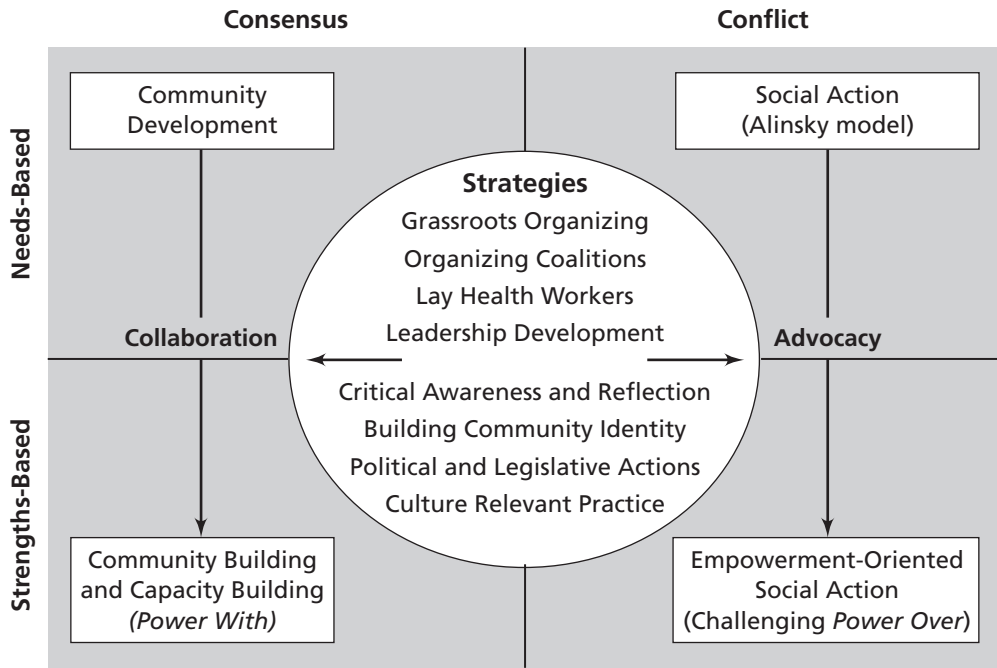 Consensus
Conflict
Needs-Based
Strengths-Based
Community
Development
Social Action
(Alinsky model)
Strategies
Grassroots Organizing
Organizing Coalitions
Lay Health Workers
Leadership Development
Collaboration
Advocacy
Critical Awareness and Reflection
Building Community Identity
Political and Legislative Actions
Culture Relevant Practice
Community Building
and Capacity Building
(Power With)
Empowerment-Oriented
Social Action
(Challenging Power Over)